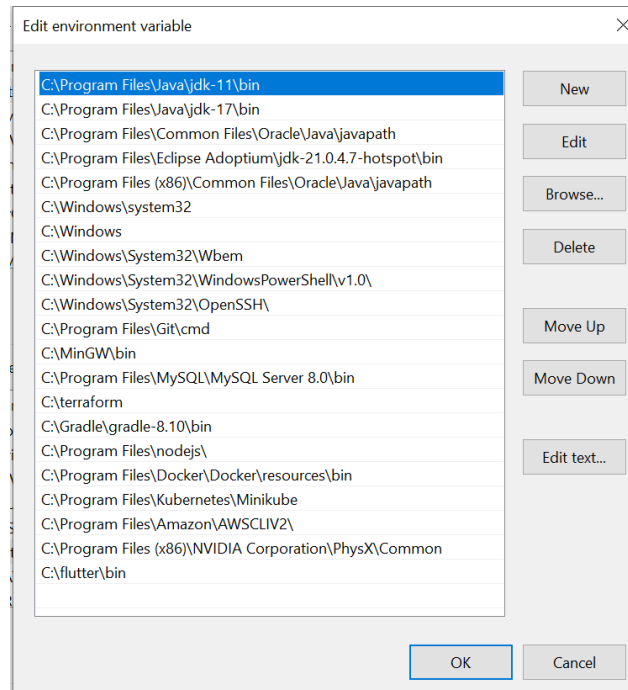 Edit environment variable
C:\Program Files\Java\jdk-11\bin
C:\Program Files\Java\jdk-17\bin
C:\Program Files\Common Files\Oracle\Java\javapath
C:\Program Files\Eclipse Adoptium\jdk-21.0.4.7-hotspot\bin
C:\Program Files (x86)\Common Files\Oracle\Java\javapath
C:\Windows\system32
C:\Windows
C:\Windows\System32\Wbem
C:\Windows\System32\WindowsPowerShell\v1.0\
C:\Windows\System32\OpenSSH\
C:\Program Files\Git\cmd
C:\MinGW\bin
C:\Program Files\MySQL\MySQL Server 8.0\bin
C:\terraform
C:\Gradle\gradle-8.10\bin
C:\Program Files\nodejs\
C:\Program Files\Docker\Docker\resources\bin
C:\Program Files\Kubernetes\Minikube
C:\Program Files\Amazon\AWSCLIV2\
C:\Program Files (x86)\NVIDIA Corporation\PhysX\Common
C:\flutter\bin
New
Edit
Browse...
Delete
Move Up
Move Down
Edit text...
OK
Cancel